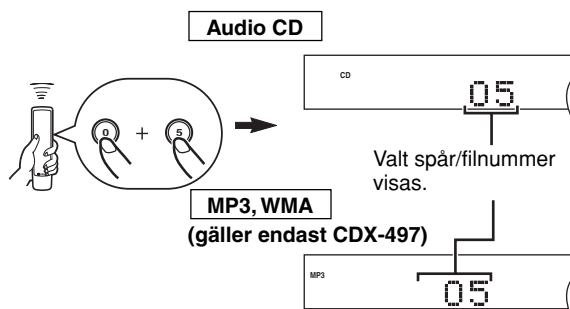 Audio CD
CD
05
0 + 5
Valt spår/filnummer
visas.
MP3, WMA
(gäller endast CDX-497)
MP3
05